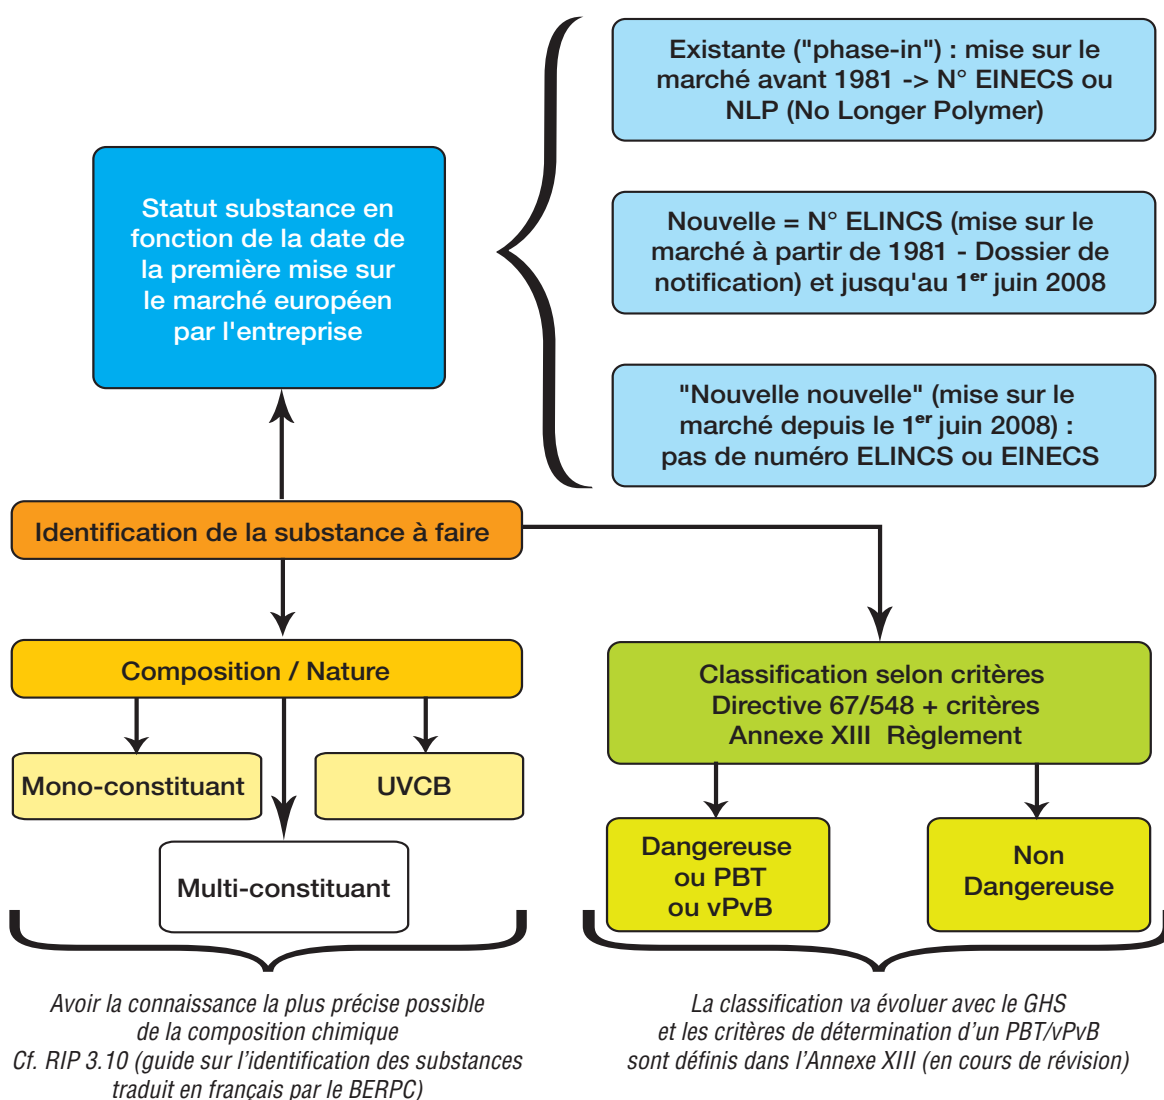 Existante ("phase-in") : mise sur le
marché avant 1981 -> N° EINECS ou
NLP (No Longer Polymer)
Statut substance en
fonction de la date de
la première mise sur
le marché européen
par l'entreprise
Nouvelle = N° ELINCS (mise sur le
marché à partir de 1981 - Dossier de
notification) et jusqu'au 1er juin 2008
"Nouvelle nouvelle" (mise sur le
marché depuis le 1er juin 2008) :
pas de numéro ELINCS ou EINECS
Identification de la substance à faire
Composition / Nature
Mono-constituant
UVCB
Multi-constituant
Avoir la connaissance la plus précise possible
de la composition chimique
Cf. RIP 3.10 (guide sur l'identification des substances
traduit en français par le BERPC)
Classification selon critères
Directive 67/548 + critères
Annexe XIII Règlement
Dangereuse
ou PBT
ou vPvB
Non
Dangereuse
La classification va évoluer avec le GHS
et les critères de détermination d'un PBT/vPvB
sont définis dans l'Annexe XIII (en cours de révision)